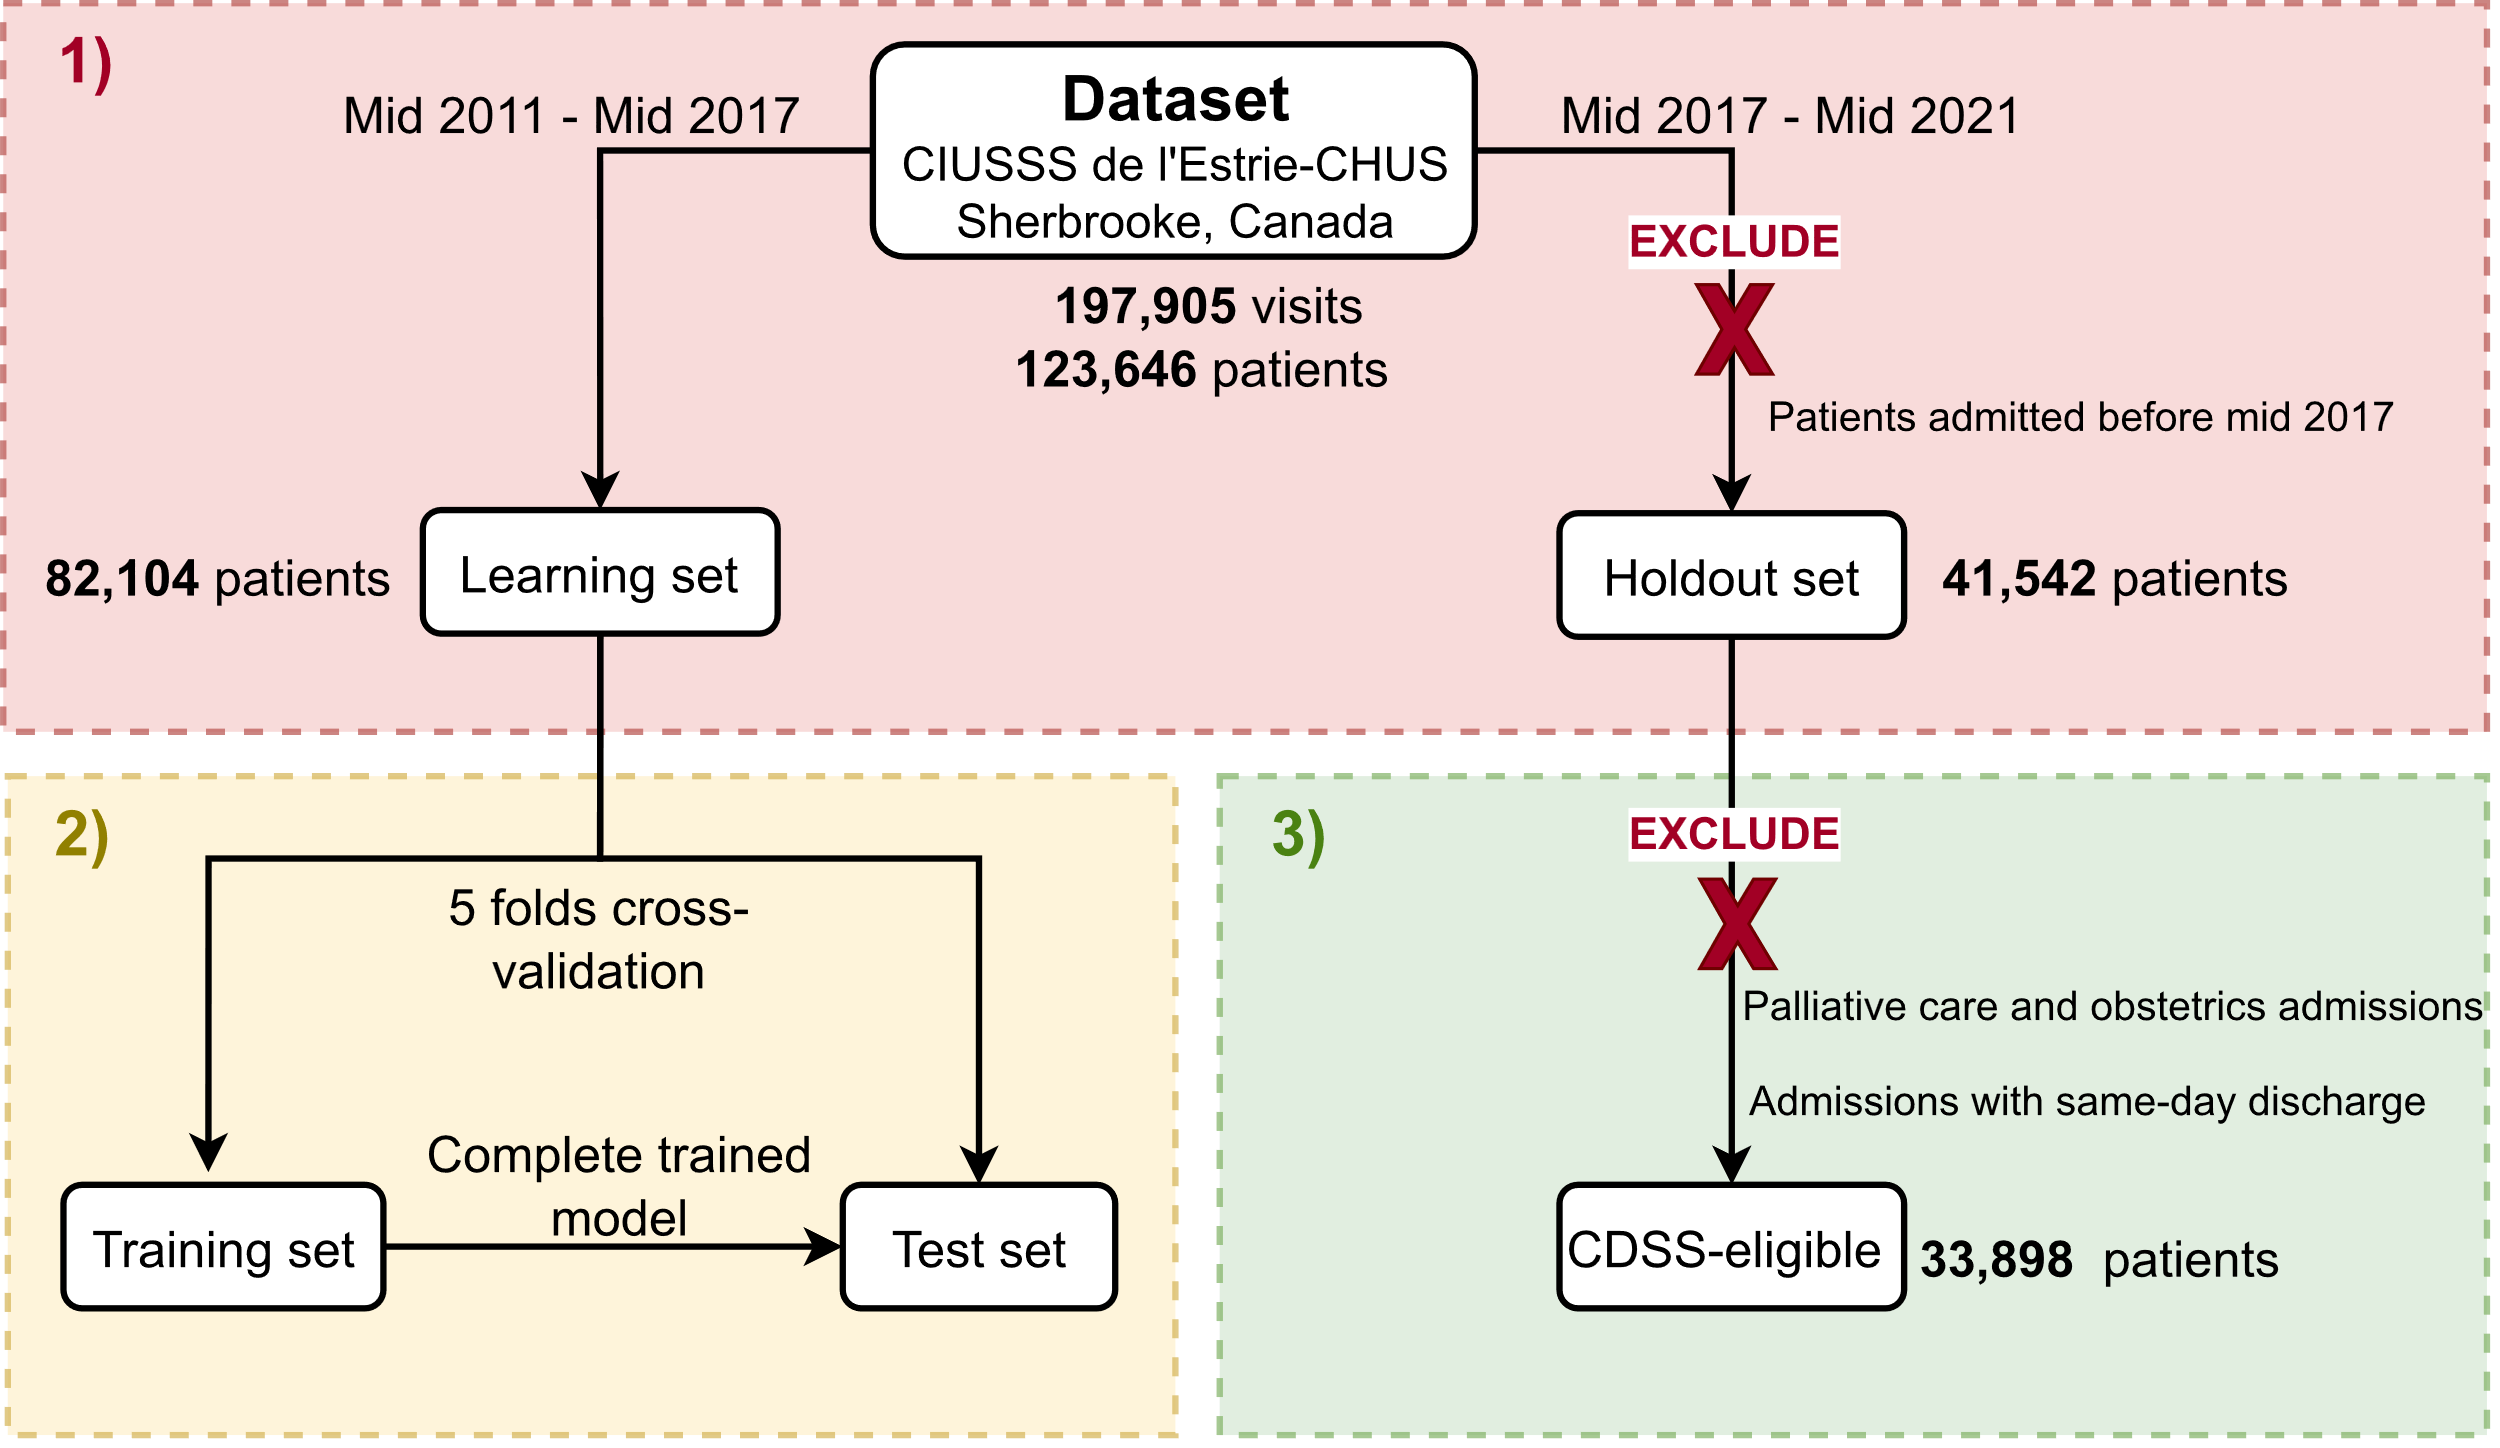 1)
Mid 2011 - Mid 2017
Dataset
CIUSSS de l'Estrie-CHUS
Sherbrooke, Canada
Mid 2017 - Mid 2021
197,905 visits
123,646 patients
EXCLUDE
X
Patients admitted before mid 2017
82,104 patients
Learning set
Holdout set
41,542 patients
2)
5 folds cross-
validation
Complete trained
model
Training set
Test set
3)
EXCLUDE
X
Palliative care and obstetrics admissions
Admissions with same-day discharge
CDSS-eligible
33,898 patients